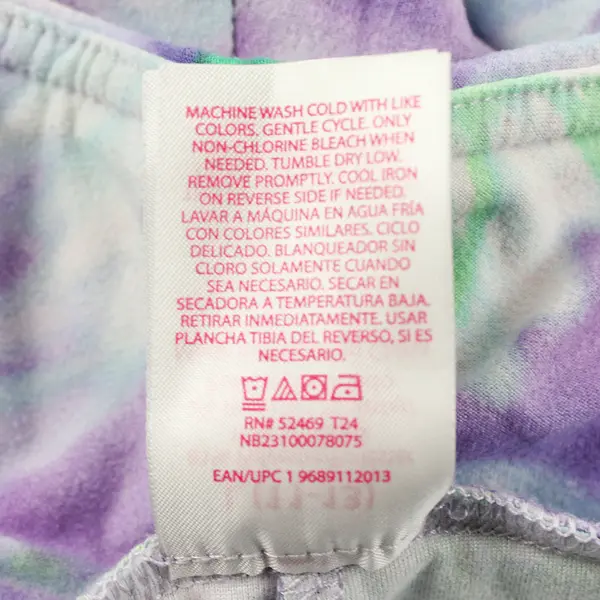 MACHINE WASH COLD WITH LIKE
COLORS. GENTLE CYCLE. ONLY
NON-CHLORINE BLEACH WHEN
NEEDED. TUMBLE DRY LOW.
REMOVE PROMPTLY. COOL IRON
ON REVERSE SIDE IF NEEDED.
LAVAR A MÁQUINA EN AGUA FRÍA
CON COLORES SIMILARES. CICLO
DELICADO. BLANQUEADOR SIN
CLORO SOLAMENTE CUANDO
SEA NECESARIO. SECAR EN
SECADORA A TEMPERATURA BAJA.
RETIRAR INMEDIATAMENTE. USAR
PLANCHA TIBIA DEL REVERSO, SI ES
NECESARIO.
RN# 52469 T24
NB23100078075
EAN/UPC 1 9689112013
L (11-13)